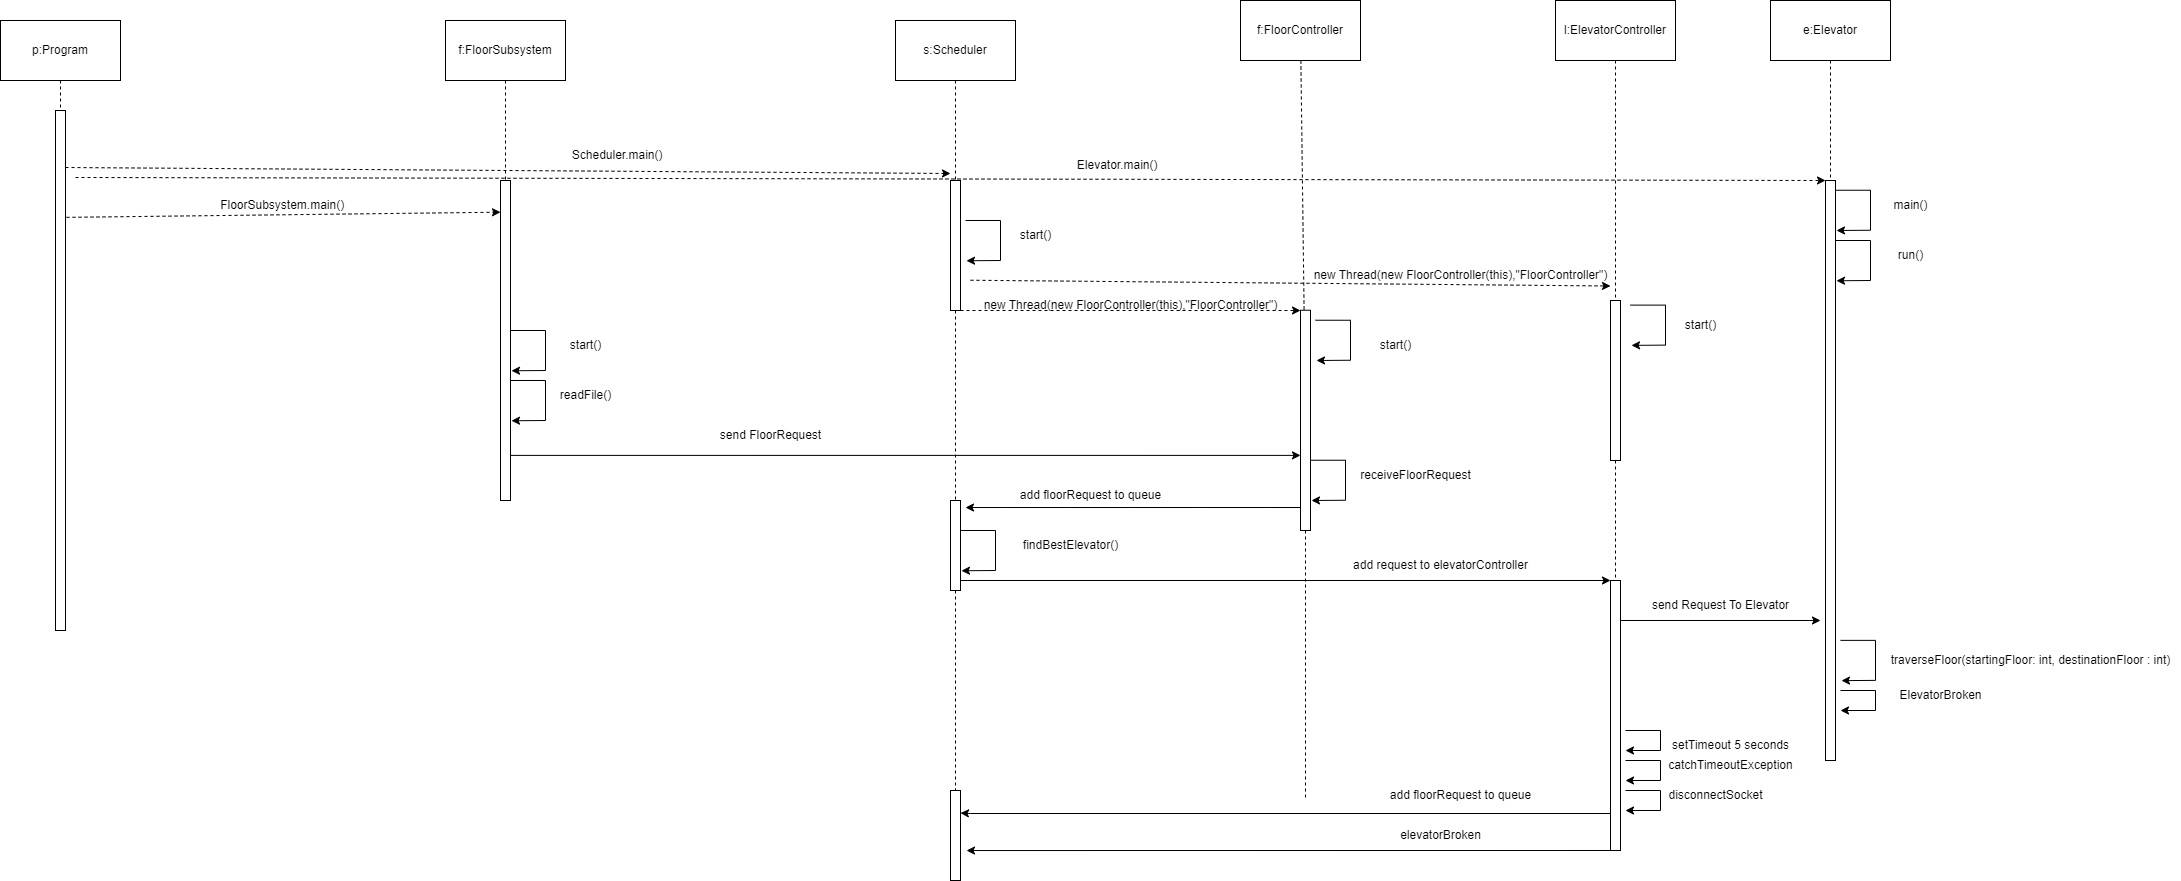 p:Program
f:FloorSubsystem
s:Scheduler
f:FloorController
l:ElevatorController
e:Elevator
Scheduler.main()
Elevator.main()
FloorSubsystem.main()
main()
start()
run()
new Thread(new FloorController(this),"FloorController")
new Thread(new FloorController(this),"FloorController")
start()
start()
start()
readFile()
send FloorRequest
receiveFloorRequest
add floorRequest to queue
findBestElevator()
add request to elevatorController
send Request To Elevator
traverseFloor(startingFloor: int, destinationFloor : int)
ElevatorBroken
setTimeout 5 seconds
catchTimeoutException
add floorRequest to queue
disconnectSocket
elevatorBroken